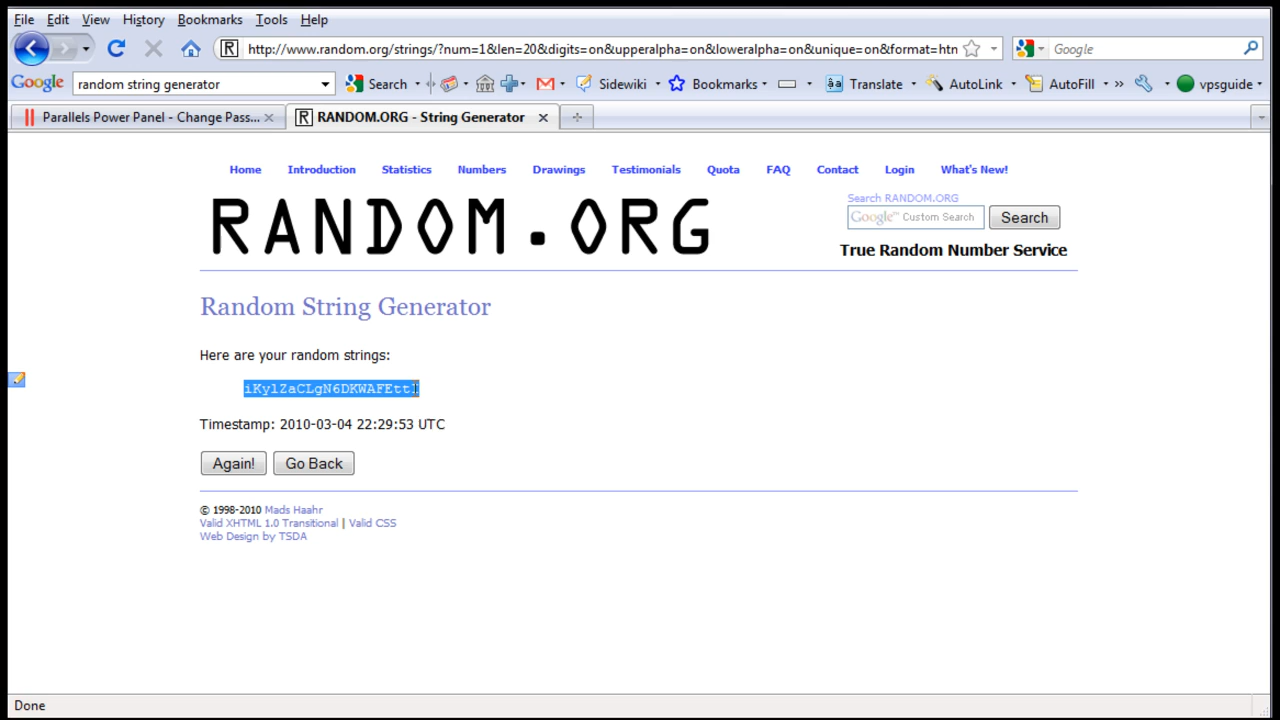 File Edit View History Bookmarks Tools Help
http://www.random.org/strings/?num=1&len=20&digits=on&upperalpha=on&loweralpha=on&unique=on&format=htn
Google
Google random string generator Search Sidewiki Bookmarks Translate AutoLink AutoFill » vpsguide
Parallels Power Panel - Change Pass... RANDOM.ORG - String Generator
Home Introduction Statistics Numbers Drawings Testimonials Quota FAQ Contact Login What's New!
RANDOM.ORG
Search RANDOM.ORG
Google™ Custom Search Search
True Random Number Service
Random String Generator
Here are your random strings:
Timestamp: 2010-03-04 22:29:53 UTC
Again! Go Back
© 1998-2010 Mads Haahr
Valid XHTML 1.0 Transitional | Valid CSS
Web Design by TSDA
Done